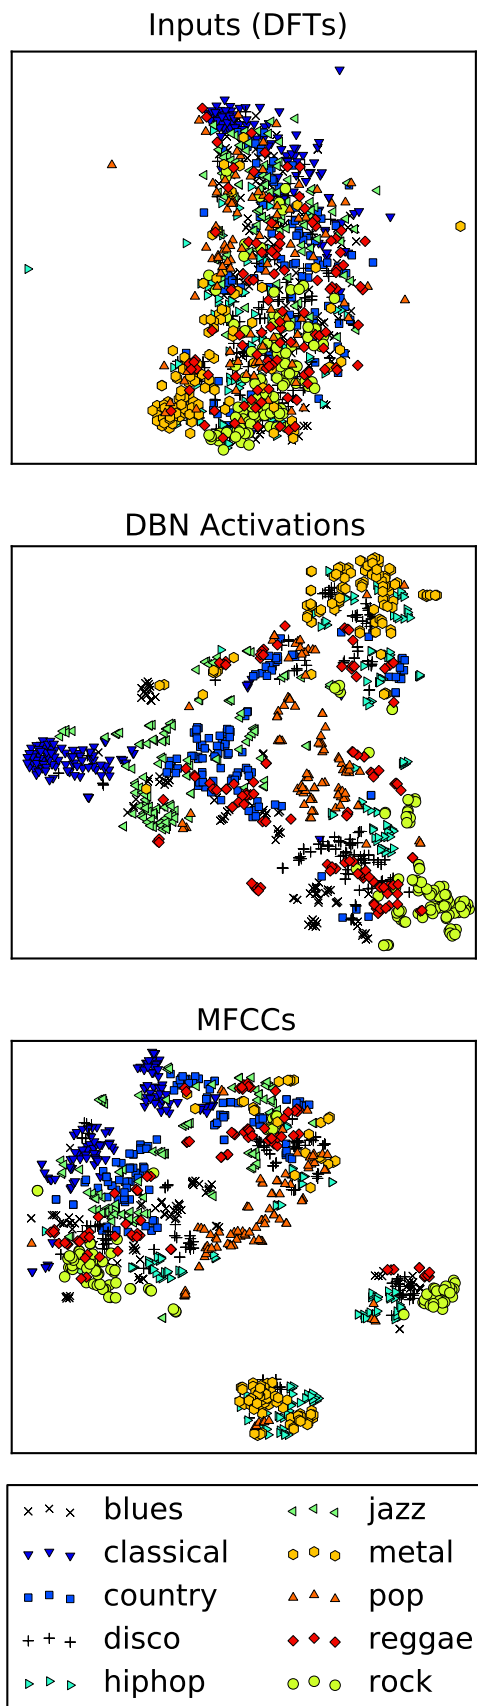 Inputs (DFTs)
DBN Activations
MFCCs
blues jazz
classical metal
country pop
disco reggae
hiphop rock